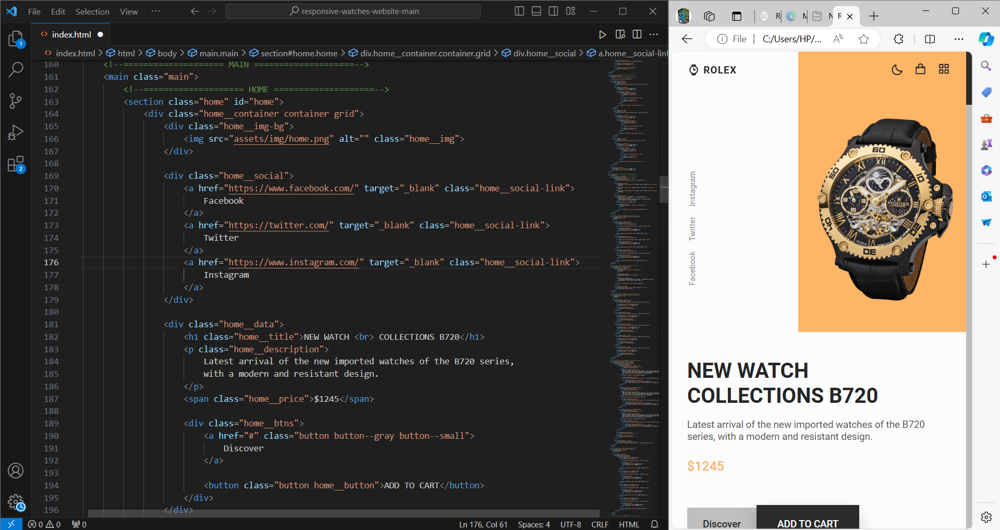 File Edit Selection View ··· responsive-watches-website-main
index.html
index.html > html > body > main.main > section#home.home > div.home__container.container.grid > div.home__social > a.home__social-link
160 <!--==================== MAIN ====================-->
161 <main class="main">
162 <!--==================== HOME ====================-->
163 <section class="home" id="home">
164 <div class="home__container container grid">
165 <div class="home__img-bg">
166 <img src="assets/img/home.png" alt="" class="home__img">
167 </div>
168
169 <div class="home__social">
170 <a href="https://www.facebook.com/" target="_blank" class="home__social-link">
171 Facebook
172 </a>
173 <a href="https://twitter.com/" target="_blank" class="home__social-link">
174 Twitter
175 </a>
176 <a href="https://www.instagram.com/" target="_blank" class="home__social-link">
177 Instagram
178 </a>
179 </div>
180
181 <div class="home__data">
182 <h1 class="home__title">NEW WATCH <br> COLLECTIONS B720</h1>
183 <p class="home__description">
184 Latest arrival of the new imported watches of the B720 series,
185 with a modern and resistant design.
186 </p>
187 <span class="home__price">$1245</span>
188
189 <div class="home__btns">
190 <a href="#" class="button button--gray button--small">
191 Discover
192 </a>
193
194 <button class="button home__button">ADD TO CART</button>
195 </div>
196 </div>
1
2
0 0 0
Ln 176, Col 61 Spaces: 4 UTF-8 CRLF HTML
R M N R
File C:/Users/HP/...
ROLEX
Instagram
Twitter
Facebook
60
10
50
40
30
XII
PIONIER
MADE IN GERMANY
NEW WATCH
COLLECTIONS B720
Latest arrival of the new imported watches of the B720
series, with a modern and resistant design.
$1245
Discover ADD TO CART